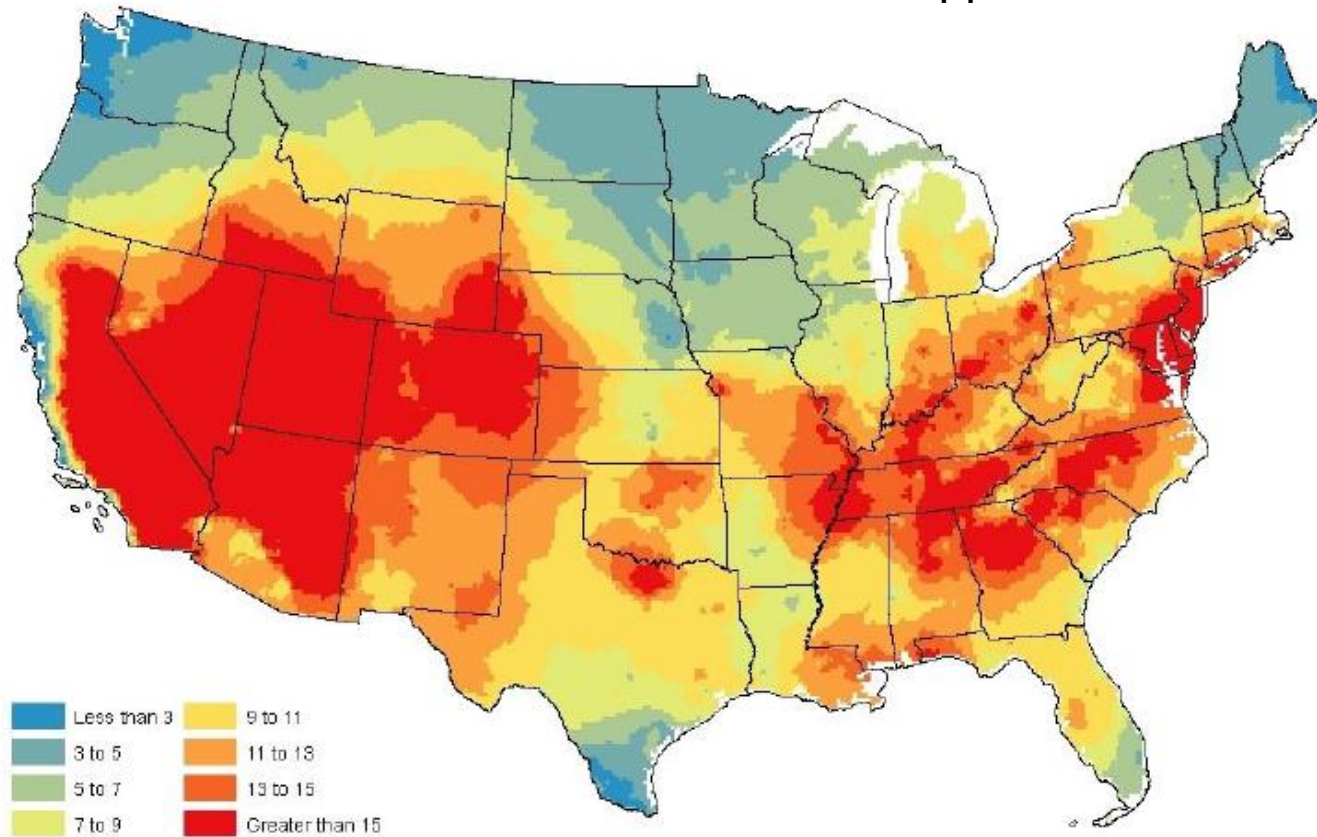 Less than 3
3 to 5
5 to 7
7 to 9
9 to 11
11 to 13
13 to 15
Greater than 15